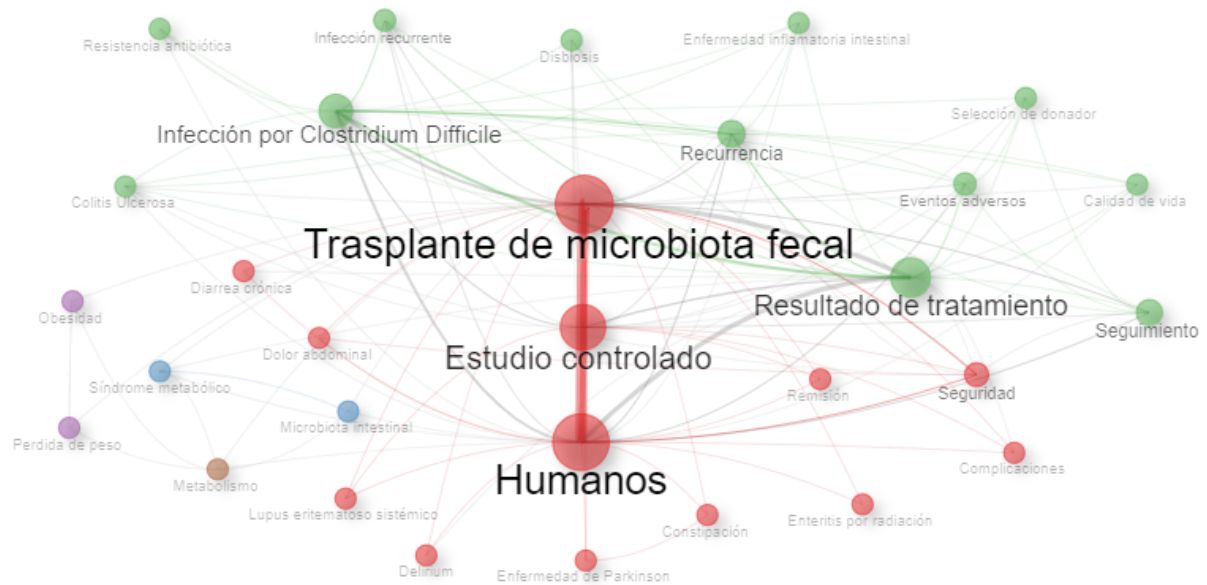 Resistencia antibiótica
Infección recurrente
Disbiosis
Enfermedad inflamatoria intestinal
Selección de donador
Infección por Clostridium Difficile
Recurrencia
Colitis Ulcerosa
Eventos adversos
Calidad de vida
Trasplante de microbiota fecal
Diarrea crónica
Resultado de tratamiento
Obesidad
Seguimiento
Dolor abdominal
Estudio controlado
Síndrome metabólico
Remisión
Seguridad
Microbiota intestinal
Perdida de peso
Complicaciones
Metabolismo
Humanos
Lupus eritematoso sistémico
Enteritis por radiación
Constipación
Delirium
Enfermedad de Parkinson